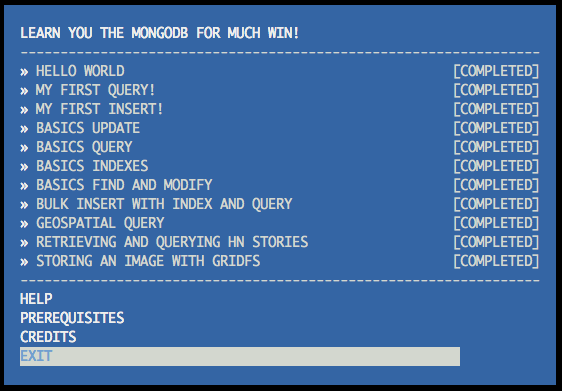 LEARN YOU THE MONGODB FOR MUCH WIN!
-----------------------------------------------------------------
» HELLO WORLD [COMPLETED]
» MY FIRST QUERY! [COMPLETED]
» MY FIRST INSERT! [COMPLETED]
» BASICS UPDATE [COMPLETED]
» BASICS QUERY [COMPLETED]
» BASICS INDEXES [COMPLETED]
» BASICS FIND AND MODIFY [COMPLETED]
» BULK INSERT WITH INDEX AND QUERY [COMPLETED]
» GEOSPATIAL QUERY [COMPLETED]
» RETRIEVING AND QUERYING HN STORIES [COMPLETED]
» STORING AN IMAGE WITH GRIDFS [COMPLETED]
-----------------------------------------------------------------
HELP
PREREQUISITES
CREDITS
EXIT